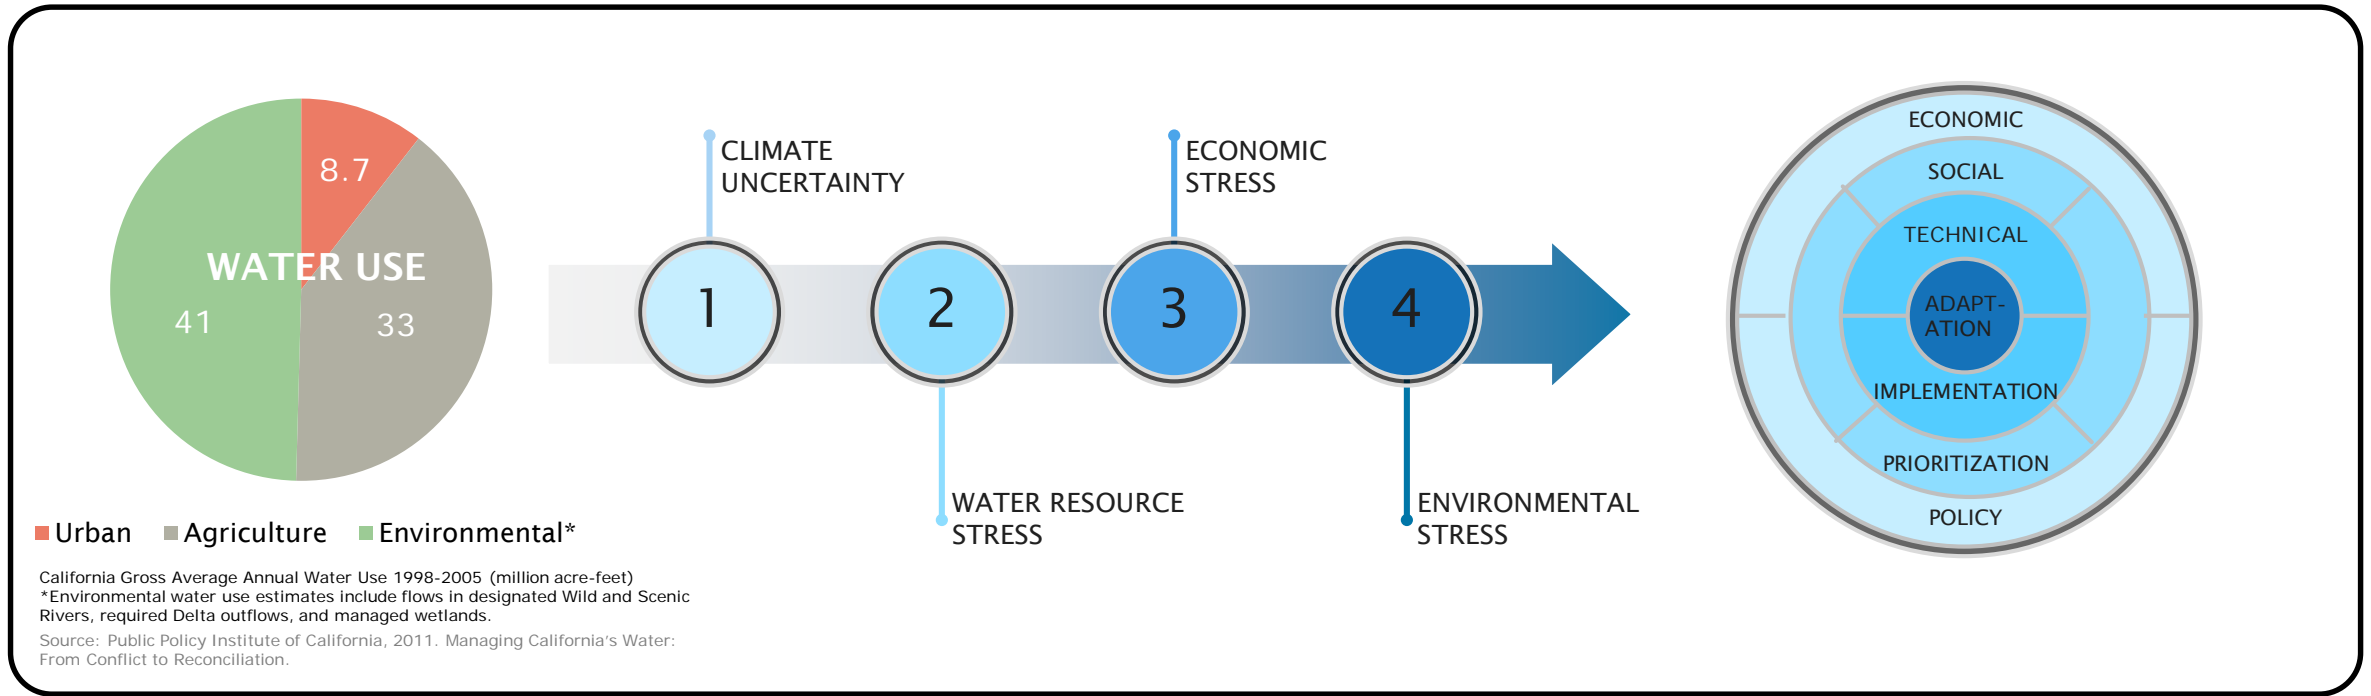 8.7
WATER USE
41
33
Urban
Agriculture
Environmental*
California Gross Average Annual Water Use 1998-2005 (million acre-feet)
*Environmental water use estimates include flows in designated Wild and Scenic
Rivers, required Delta outflows, and managed wetlands.
Source: Public Policy Institute of California, 2011. Managing California's Water:
From Conflict to Reconciliation.
CLIMATE
UNCERTAINTY
ECONOMIC
STRESS
1
2
3
4
WATER RESOURCE
STRESS
ENVIRONMENTAL
STRESS
ECONOMIC
SOCIAL
TECHNICAL
ADAPT-
ATION
IMPLEMENTATION
PRIORITIZATION
POLICY